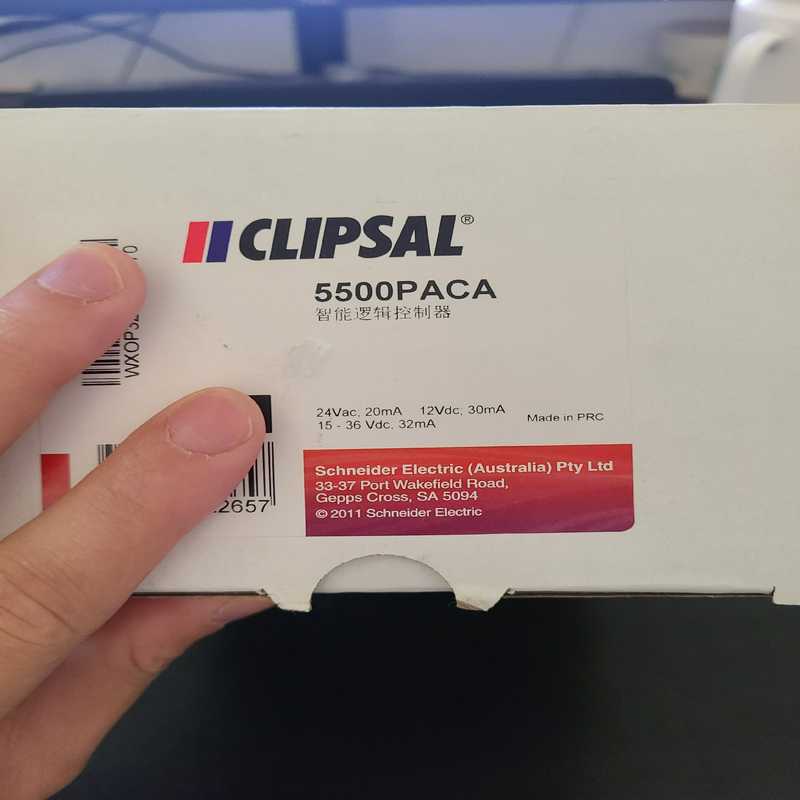 CLIPSAL®
5500PACA
智能逻辑控制器
24Vac, 20mA 12Vdc, 30mA
15 - 36 Vdc, 32mA
Made in PRC
Schneider Electric (Australia) Pty Ltd
33-37 Port Wakefield Road,
Gepps Cross, SA 5094
© 2011 Schneider Electric